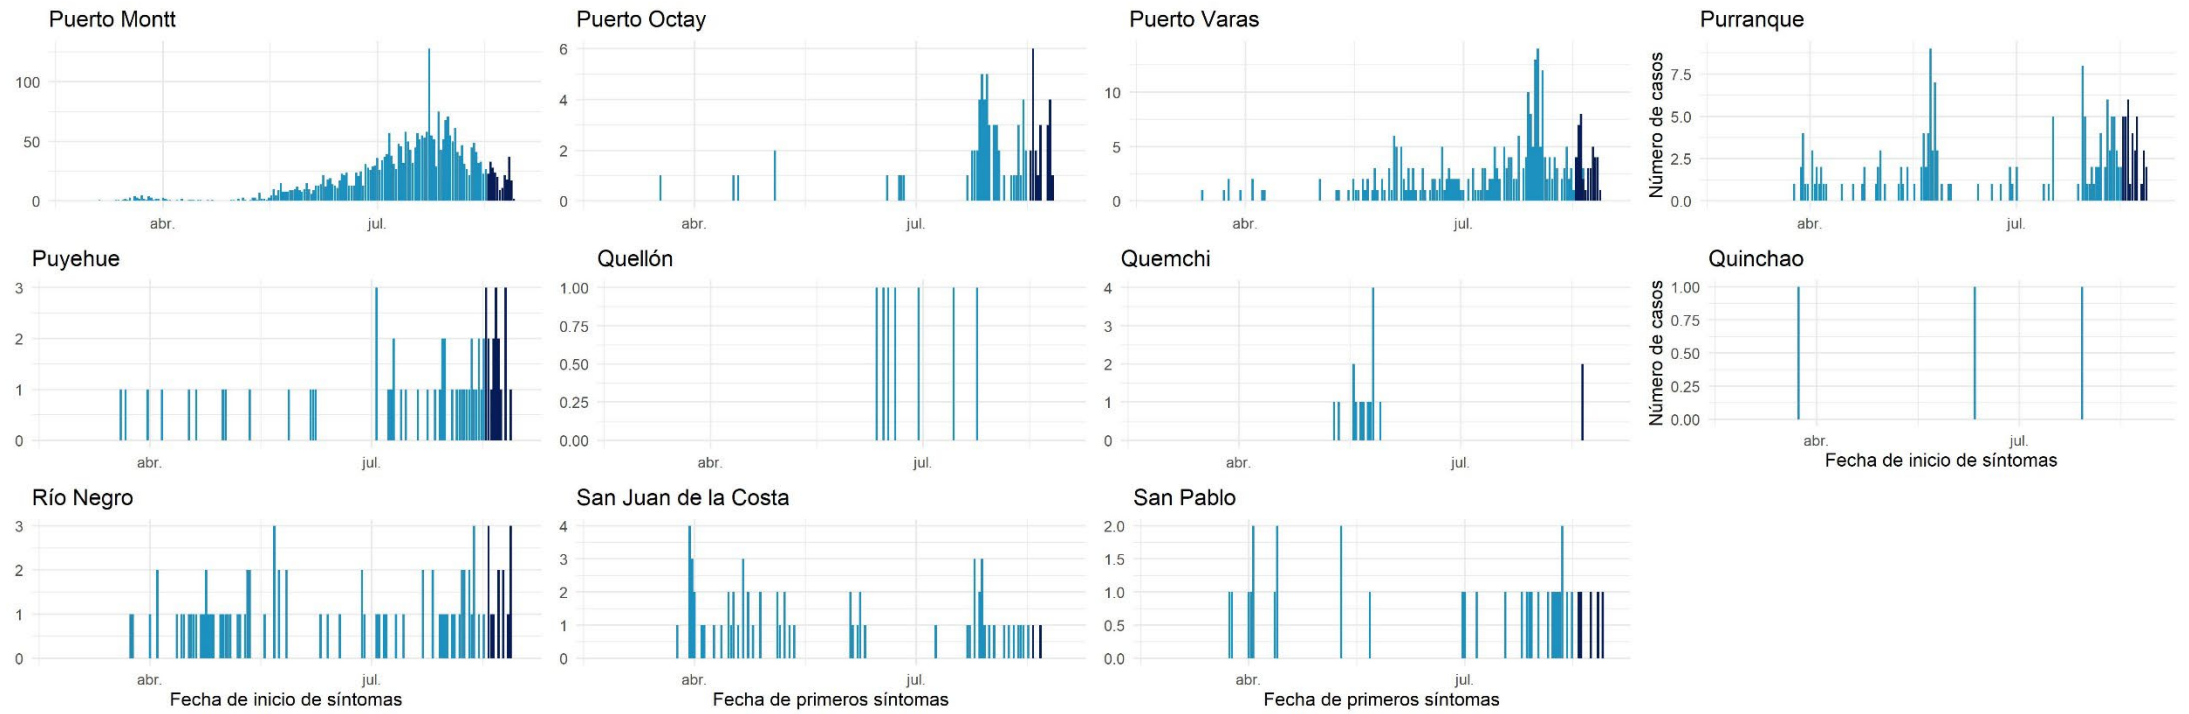 Puerto Montt
100
50
0
abr.
jul.
Puerto Octay
6
4
2
0
abr.
jul.
Puerto Varas
10
5
0
abr.
jul.
Purranque
Número de casos
7.5
5.0
2.5
0.0
abr.
jul.
Puyehue
3
2
1
0
abr.
jul.
Quellón
1.00
0.75
0.50
0.25
0.00
abr.
jul.
Quemchi
4
3
2
1
0
abr.
jul.
Quinchao
Número de casos
1.00
0.75
0.50
0.25
0.00
abr.
jul.
Fecha de inicio de síntomas
Río Negro
3
2
1
0
abr.
jul.
Fecha de inicio de síntomas
San Juan de la Costa
4
3
2
1
0
abr.
jul.
Fecha de primeros síntomas
San Pablo
2.0
1.5
1.0
0.5
0.0
abr.
jul.
Fecha de primeros síntomas